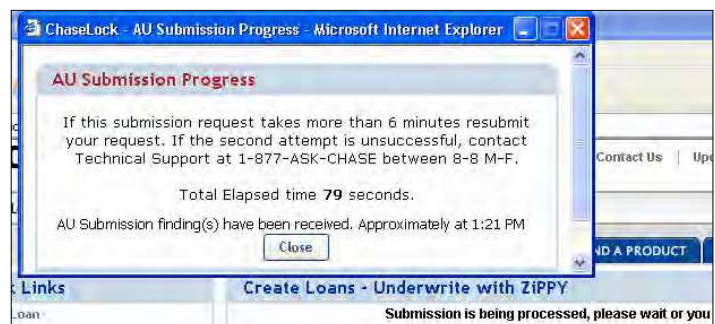 ChaseLock - AU Submission Progress - Microsoft Internet Explorer
AU Submission Progress
If this submission request takes more than 6 minutes resubmit
your request. If the second attempt is unsuccessful, contact
Technical Support at 1-877-ASK-CHASE between 8-8 M-F.
Total Elapsed time 79 seconds.
AU Submission finding(s) have been received. Approximately at 1:21 PM
Close
Contact Us | Up
ND A PRODUCT
Links
Create Loans - Underwrite with ZiPPY
Loan
Submission is being processed, please wait or you